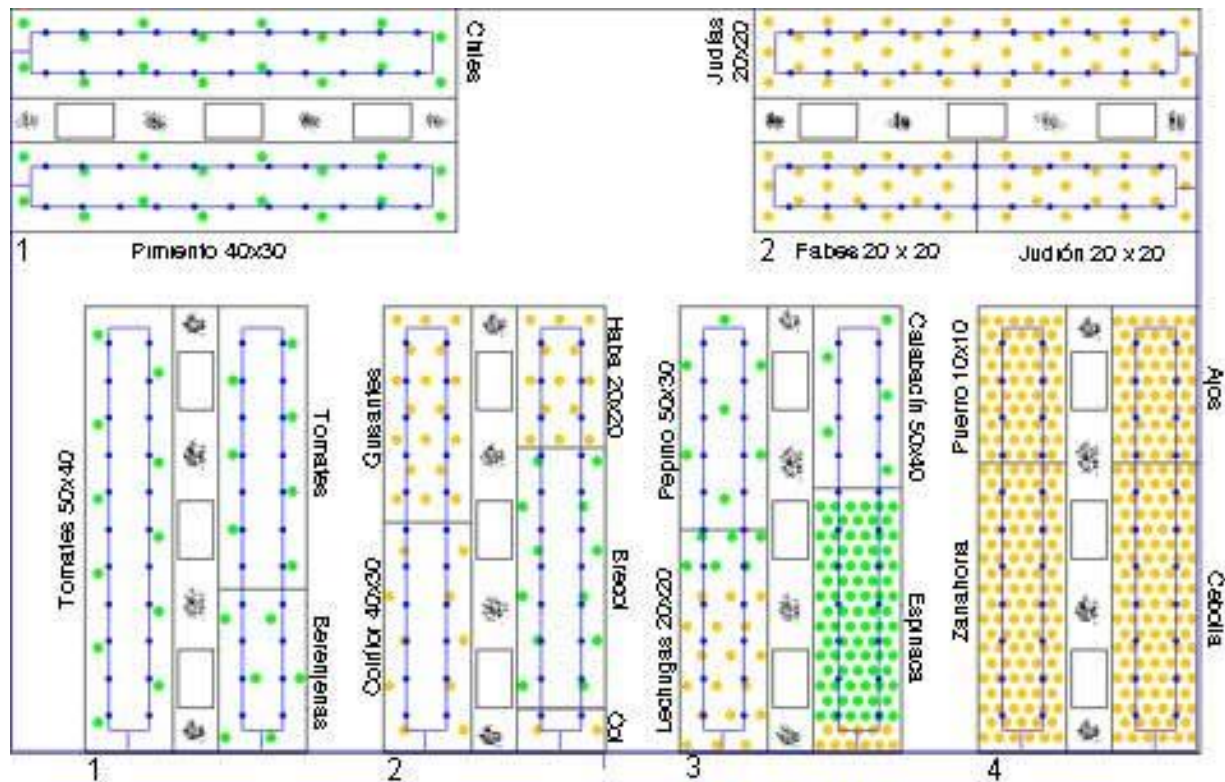 Chiles
Judías
20x20
1
Pimiento 40x30
2
Fabes 20 x 20
Judión 20 x 20
Tomates 50x40
Tomates
Berenjenas
Guisantes
Coliflor 40x30
Haba 20x20
Brecol
Col
Pepino 50x30
Lechugas 20x20
Calabacín 50x40
Espinaca
Puerro 10x10
Zanahoria
Ajos
Cebolla
1
2
3
4